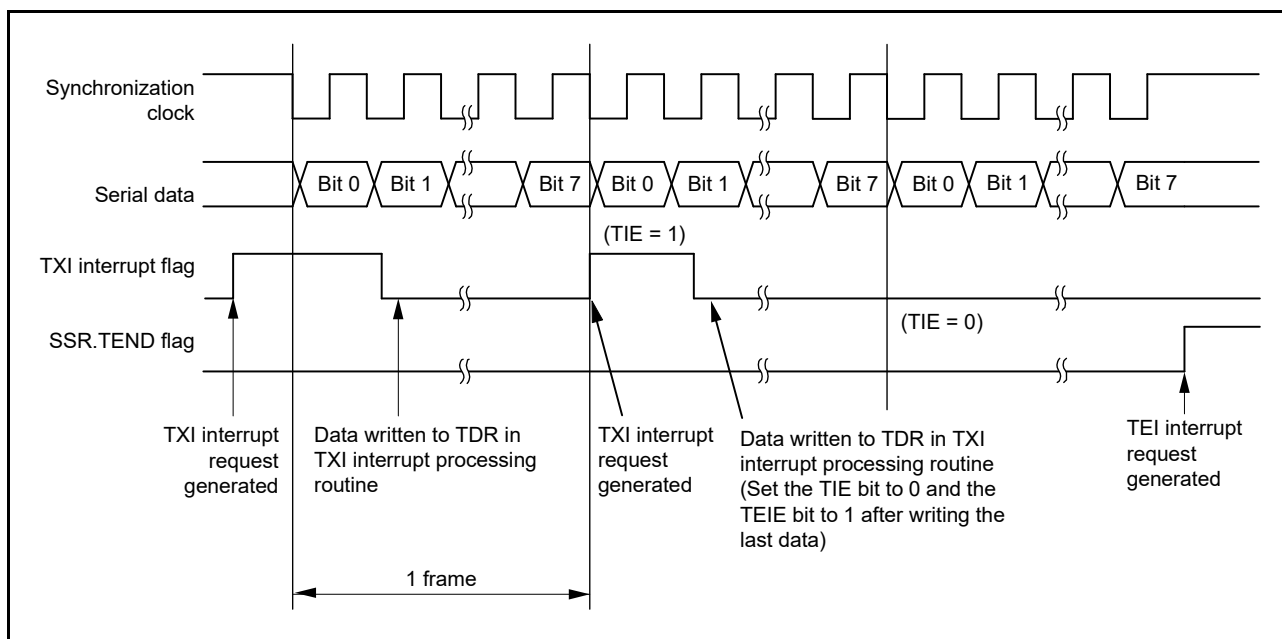 Synchronization
clock
Serial data
Bit 0
Bit 1
Bit 7
Bit 0
Bit 1
Bit 7
Bit 0
Bit 1
Bit 7
(TIE = 1)
TXI interrupt flag
(TIE = 0)
SSR.TEND flag
TXI interrupt
request
generated
Data written to TDR in
TXI interrupt processing
routine
TXI interrupt
request
generated
Data written to TDR in TXI
interrupt processing routine
(Set the TIE bit to 0 and the
TEIE bit to 1 after writing the
last data)
TEI interrupt
request
generated
1 frame